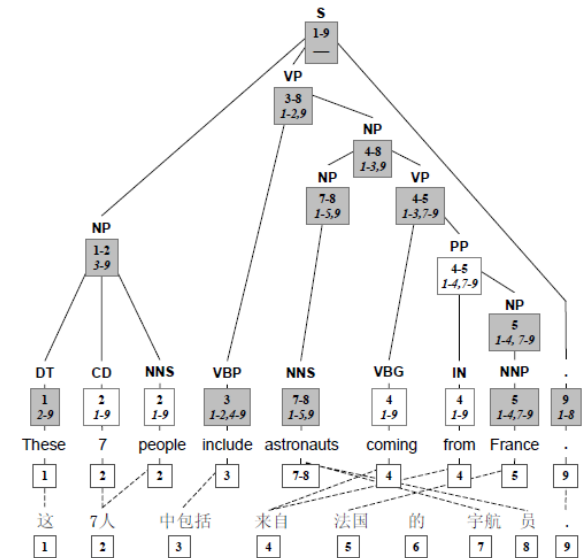 S
1-9
—
VP
3-8
1-2,9
NP
4-8
1-3,9
NP VP
7-8 4-5
1-5,9 1-3,7-9
NP PP
1-2 4-5
3-9 1-4,7-9
NP
5
1-4, 7-9
DT CD NNS VBP NNS VBG IN NNP .
1 2 2 3 7-8 4 4 5 9
2-9 1-9 1-9 1-2,4-9 1-5,9 1-9 1-9 1-4,7-9 1-8
These 7 people include astronauts coming from France .
1 2 2 3 7-8 4 4 5 9
这 7人 中包括 来自 法国 的 宇航 员 .
1 2 3 4 5 6 7 8 9